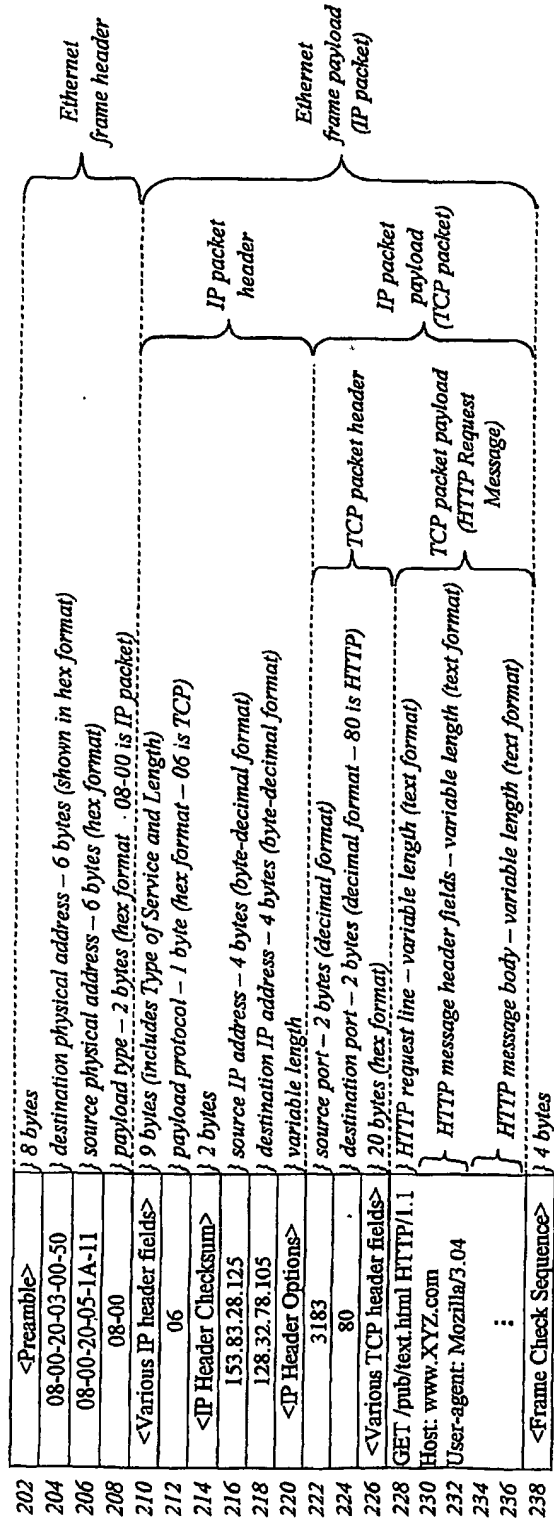 202 <Preamble> } 8 bytes
204 08-00-20-03-00-50 } destination physical address – 6 bytes (shown in hex format)
206 08-00-20-05-1A-11 } source physical address – 6 bytes (hex format)
208 08-00 } payload type – 2 bytes (hex format - 08-00 is IP packet)
Ethernet
frame header
210 <Various IP header fields> } 9 bytes (includes Type of Service and Length)
212 06 } payload protocol – 1 byte (hex format – 06 is TCP)
214 <IP Header Checksum> } 2 bytes
216 153.83.28.125 } source IP address – 4 bytes (byte-decimal format)
218 128.32.78.105 } destination IP address – 4 bytes (byte-decimal format)
220 <IP Header Options> } variable length
IP packet
header
222 3183 } source port – 2 bytes (decimal format)
224 80 } destination port – 2 bytes (decimal format – 80 is HTTP)
226 <Various TCP header fields> } 20 bytes (hex format)
TCP packet header
228 GET /pub/text.html HTTP/1.1 } HTTP request line – variable length (text format)
230 Host: www.XYZ.com
232 User-agent: Mozilla/3.04
HTTP message header fields – variable length (text format)
234
236 ⋮
HTTP message body – variable length (text format)
TCP packet payload
(HTTP Request
Message)
IP packet
payload
(TCP packet)
Ethernet
frame payload
(IP packet)
238 <Frame Check Sequence> } 4 bytes